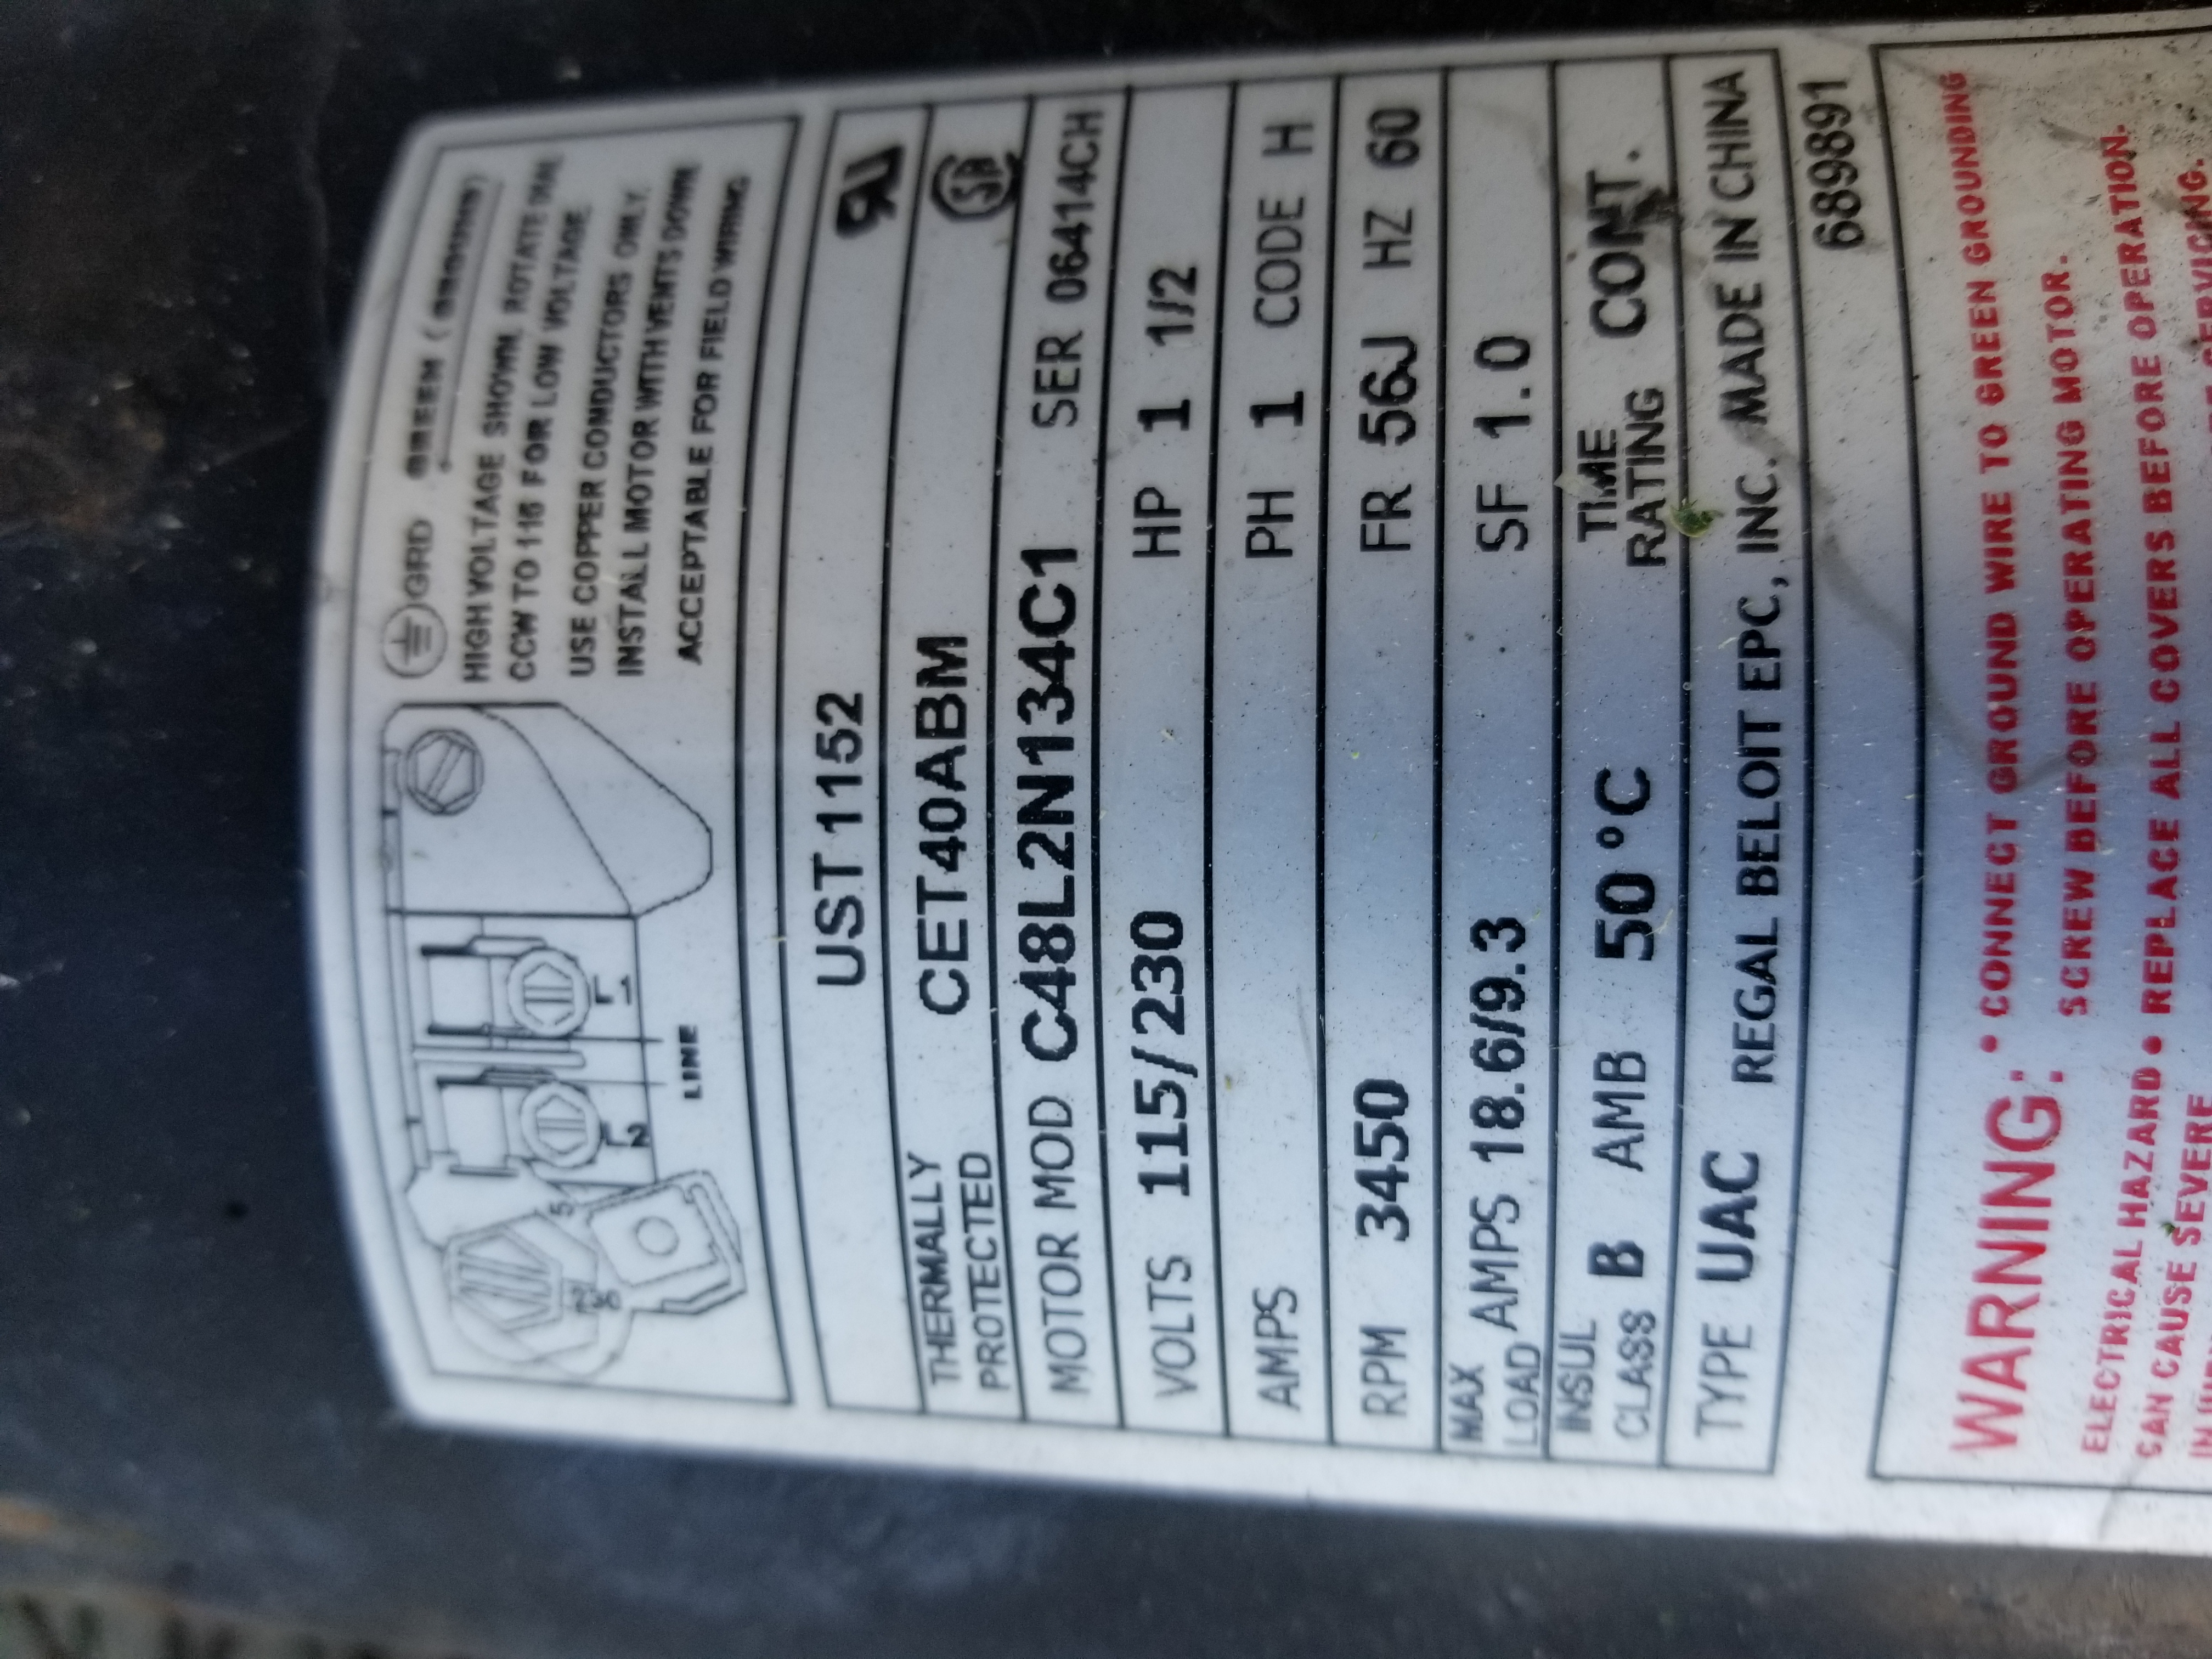 GRD GREEN (GROUND)
HIGH VOLTAGE SHOWN. ROTATE DIAL
CCW TO 115 FOR LOW VOLTAGE.
USE COPPER CONDUCTORS ONLY.
INSTALL MOTOR WITH VENTS DOWN
ACCEPTABLE FOR FIELD WIRING
230
L2 L1
LINE
UST1152
THERMALLY PROTECTED CET40ABM
MOTOR MOD C48L2N134C1 SER 06414CH
VOLTS 115/230 HP 1 1/2
AMPS PH 1 CODE H
RPM 3450 FR 56J HZ 60
MAX LOAD AMPS 18.6/9.3 SF 1.0
INSUL CLASS B AMB 50°C TIME RATING CONT.
TYPE UAC REGAL BELOIT EPC, INC. MADE IN CHINA
689891
WARNING: • CONNECT GROUND WIRE TO GREEN GROUNDING
SCREW BEFORE OPERATING MOTOR.
ELECTRICAL HAZARD • REPLACE ALL COVERS BEFORE OPERATION.
CAN CAUSE SEVERE SERVICING.